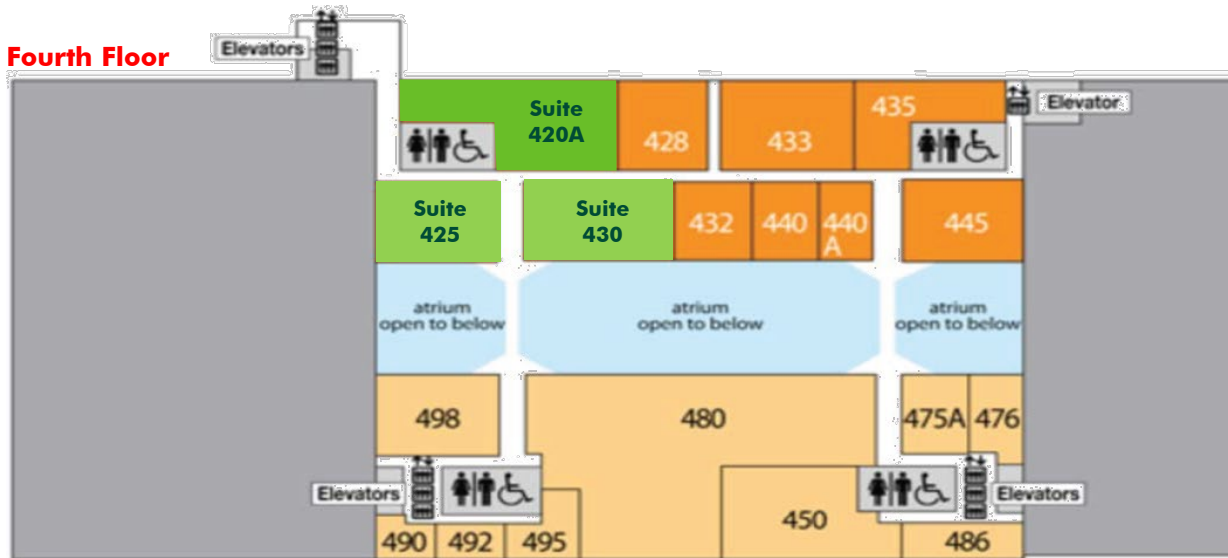 Fourth Floor
Elevators
Elevator
Suite
420A
428
433
435
Suite
425
Suite
430
432
440
440
A
445
atrium
open to below
atrium
open to below
atrium
open to below
498
480
475A
476
Elevators
Elevators
450
490
492
495
486